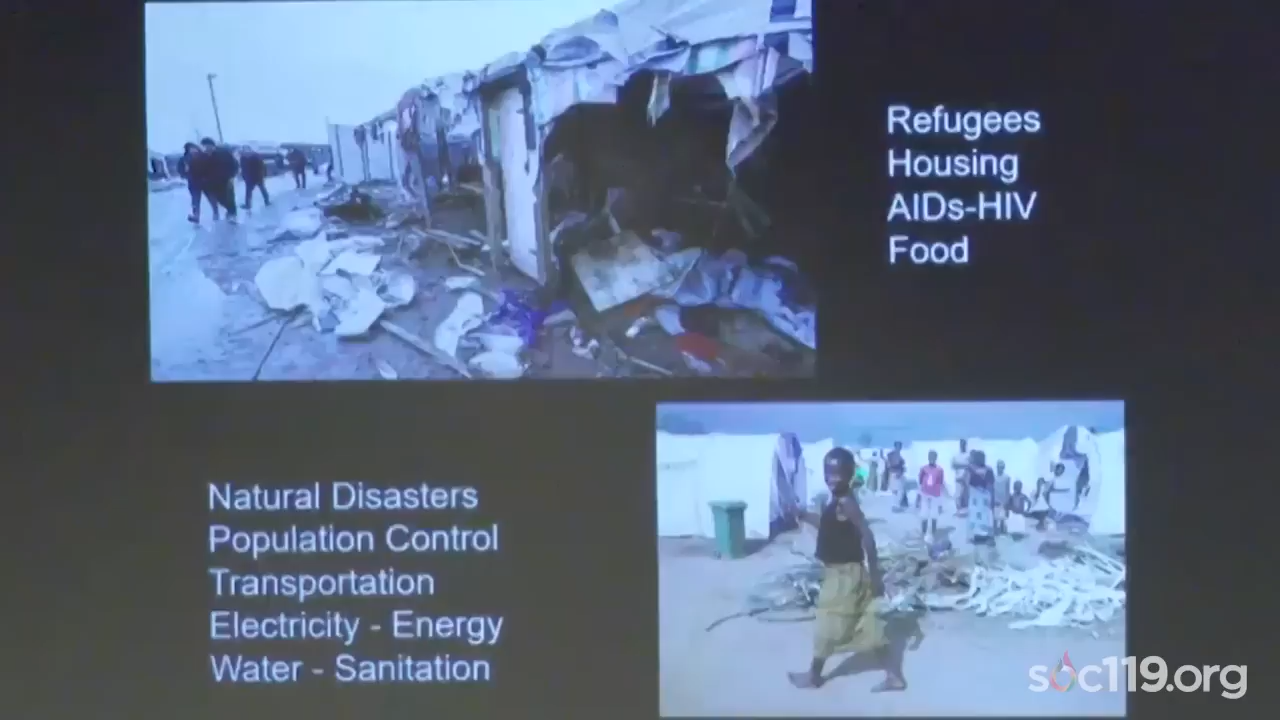 Refugees
Housing
AIDs-HIV
Food
Natural Disasters
Population Control
Transportation
Electricity - Energy
Water - Sanitation
soc119.org